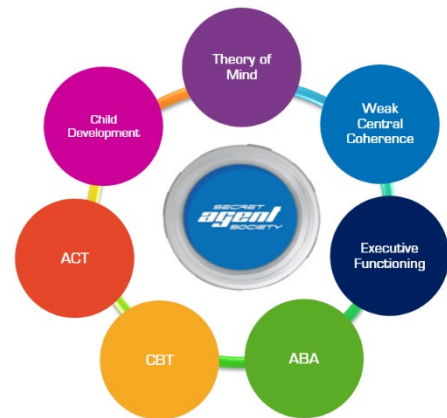 Theory of
Mind
Weak
Central
Coherence
Executive
Functioning
ABA
CBT
ACT
Child
Development
SECRET
agent
SOCIETY